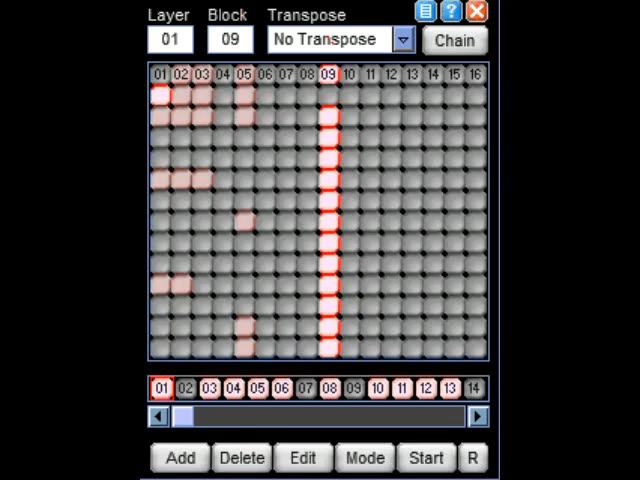 Layer Block Transpose ?
01 09 No Transpose Chain
01 02 03 04 05 06 07 08 09 10 11 12 13 14 15 16
01 02 03 04 05 06 07 08 09 10 11 12 13 14
Add Delete Edit Mode Start R